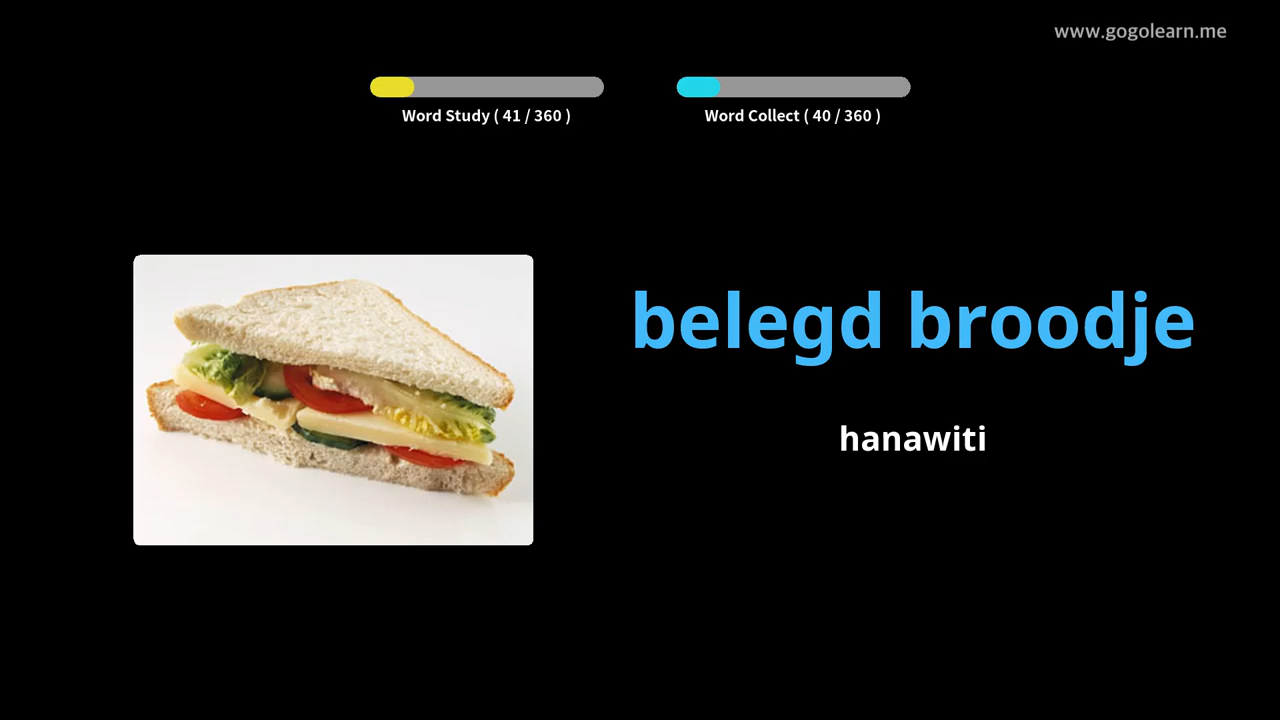 www.gogolearn.me
Word Study ( 41 / 360 )
Word Collect ( 40 / 360 )
belegd broodje
hanawiti